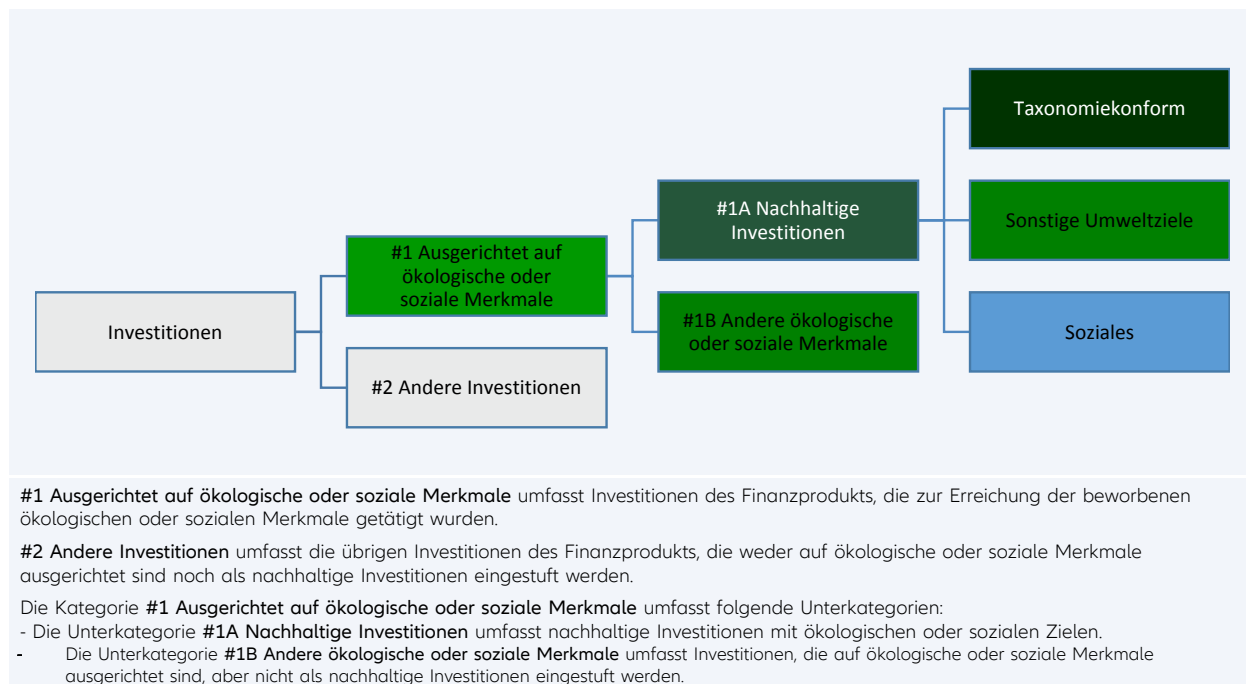 Taxonomiekonform
#1A Nachhaltige
Investitionen
Sonstige Umweltziele
#1 Ausgerichtet auf
ökologische oder
soziale Merkmale
Investitionen
#1B Andere ökologische
oder soziale Merkmale
Soziales
#2 Andere Investitionen
#1 Ausgerichtet auf ökologische oder soziale Merkmale umfasst Investitionen des Finanzprodukts, die zur Erreichung der beworbenen
ökologischen oder sozialen Merkmale getätigt wurden.
#2 Andere Investitionen umfasst die übrigen Investitionen des Finanzprodukts, die weder auf ökologische oder soziale Merkmale
ausgerichtet sind noch als nachhaltige Investitionen eingestuft werden.
Die Kategorie #1 Ausgerichtet auf ökologische oder soziale Merkmale umfasst folgende Unterkategorien:
- Die Unterkategorie #1A Nachhaltige Investitionen umfasst nachhaltige Investitionen mit ökologischen oder sozialen Zielen.
- Die Unterkategorie #1B Andere ökologische oder soziale Merkmale umfasst Investitionen, die auf ökologische oder soziale Merkmale
ausgerichtet sind, aber nicht als nachhaltige Investitionen eingestuft werden.